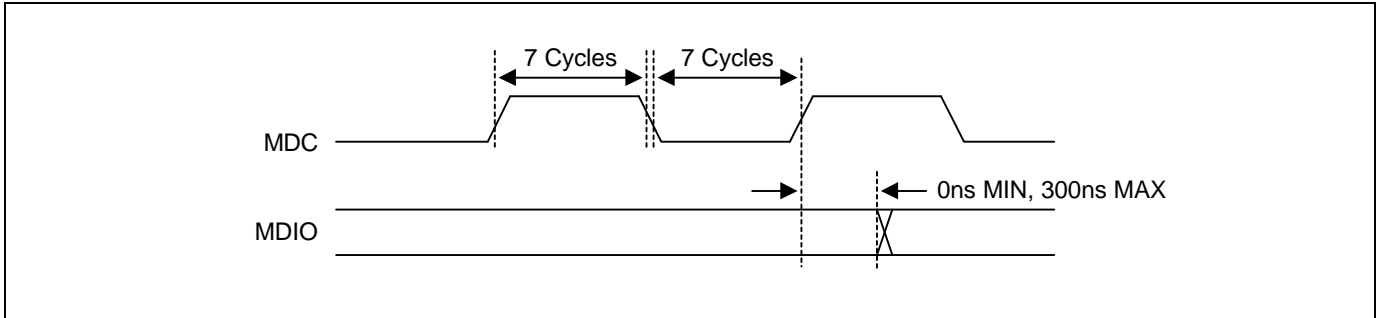 7 Cycles 7 Cycles
MDC
0ns MIN, 300ns MAX
MDIO